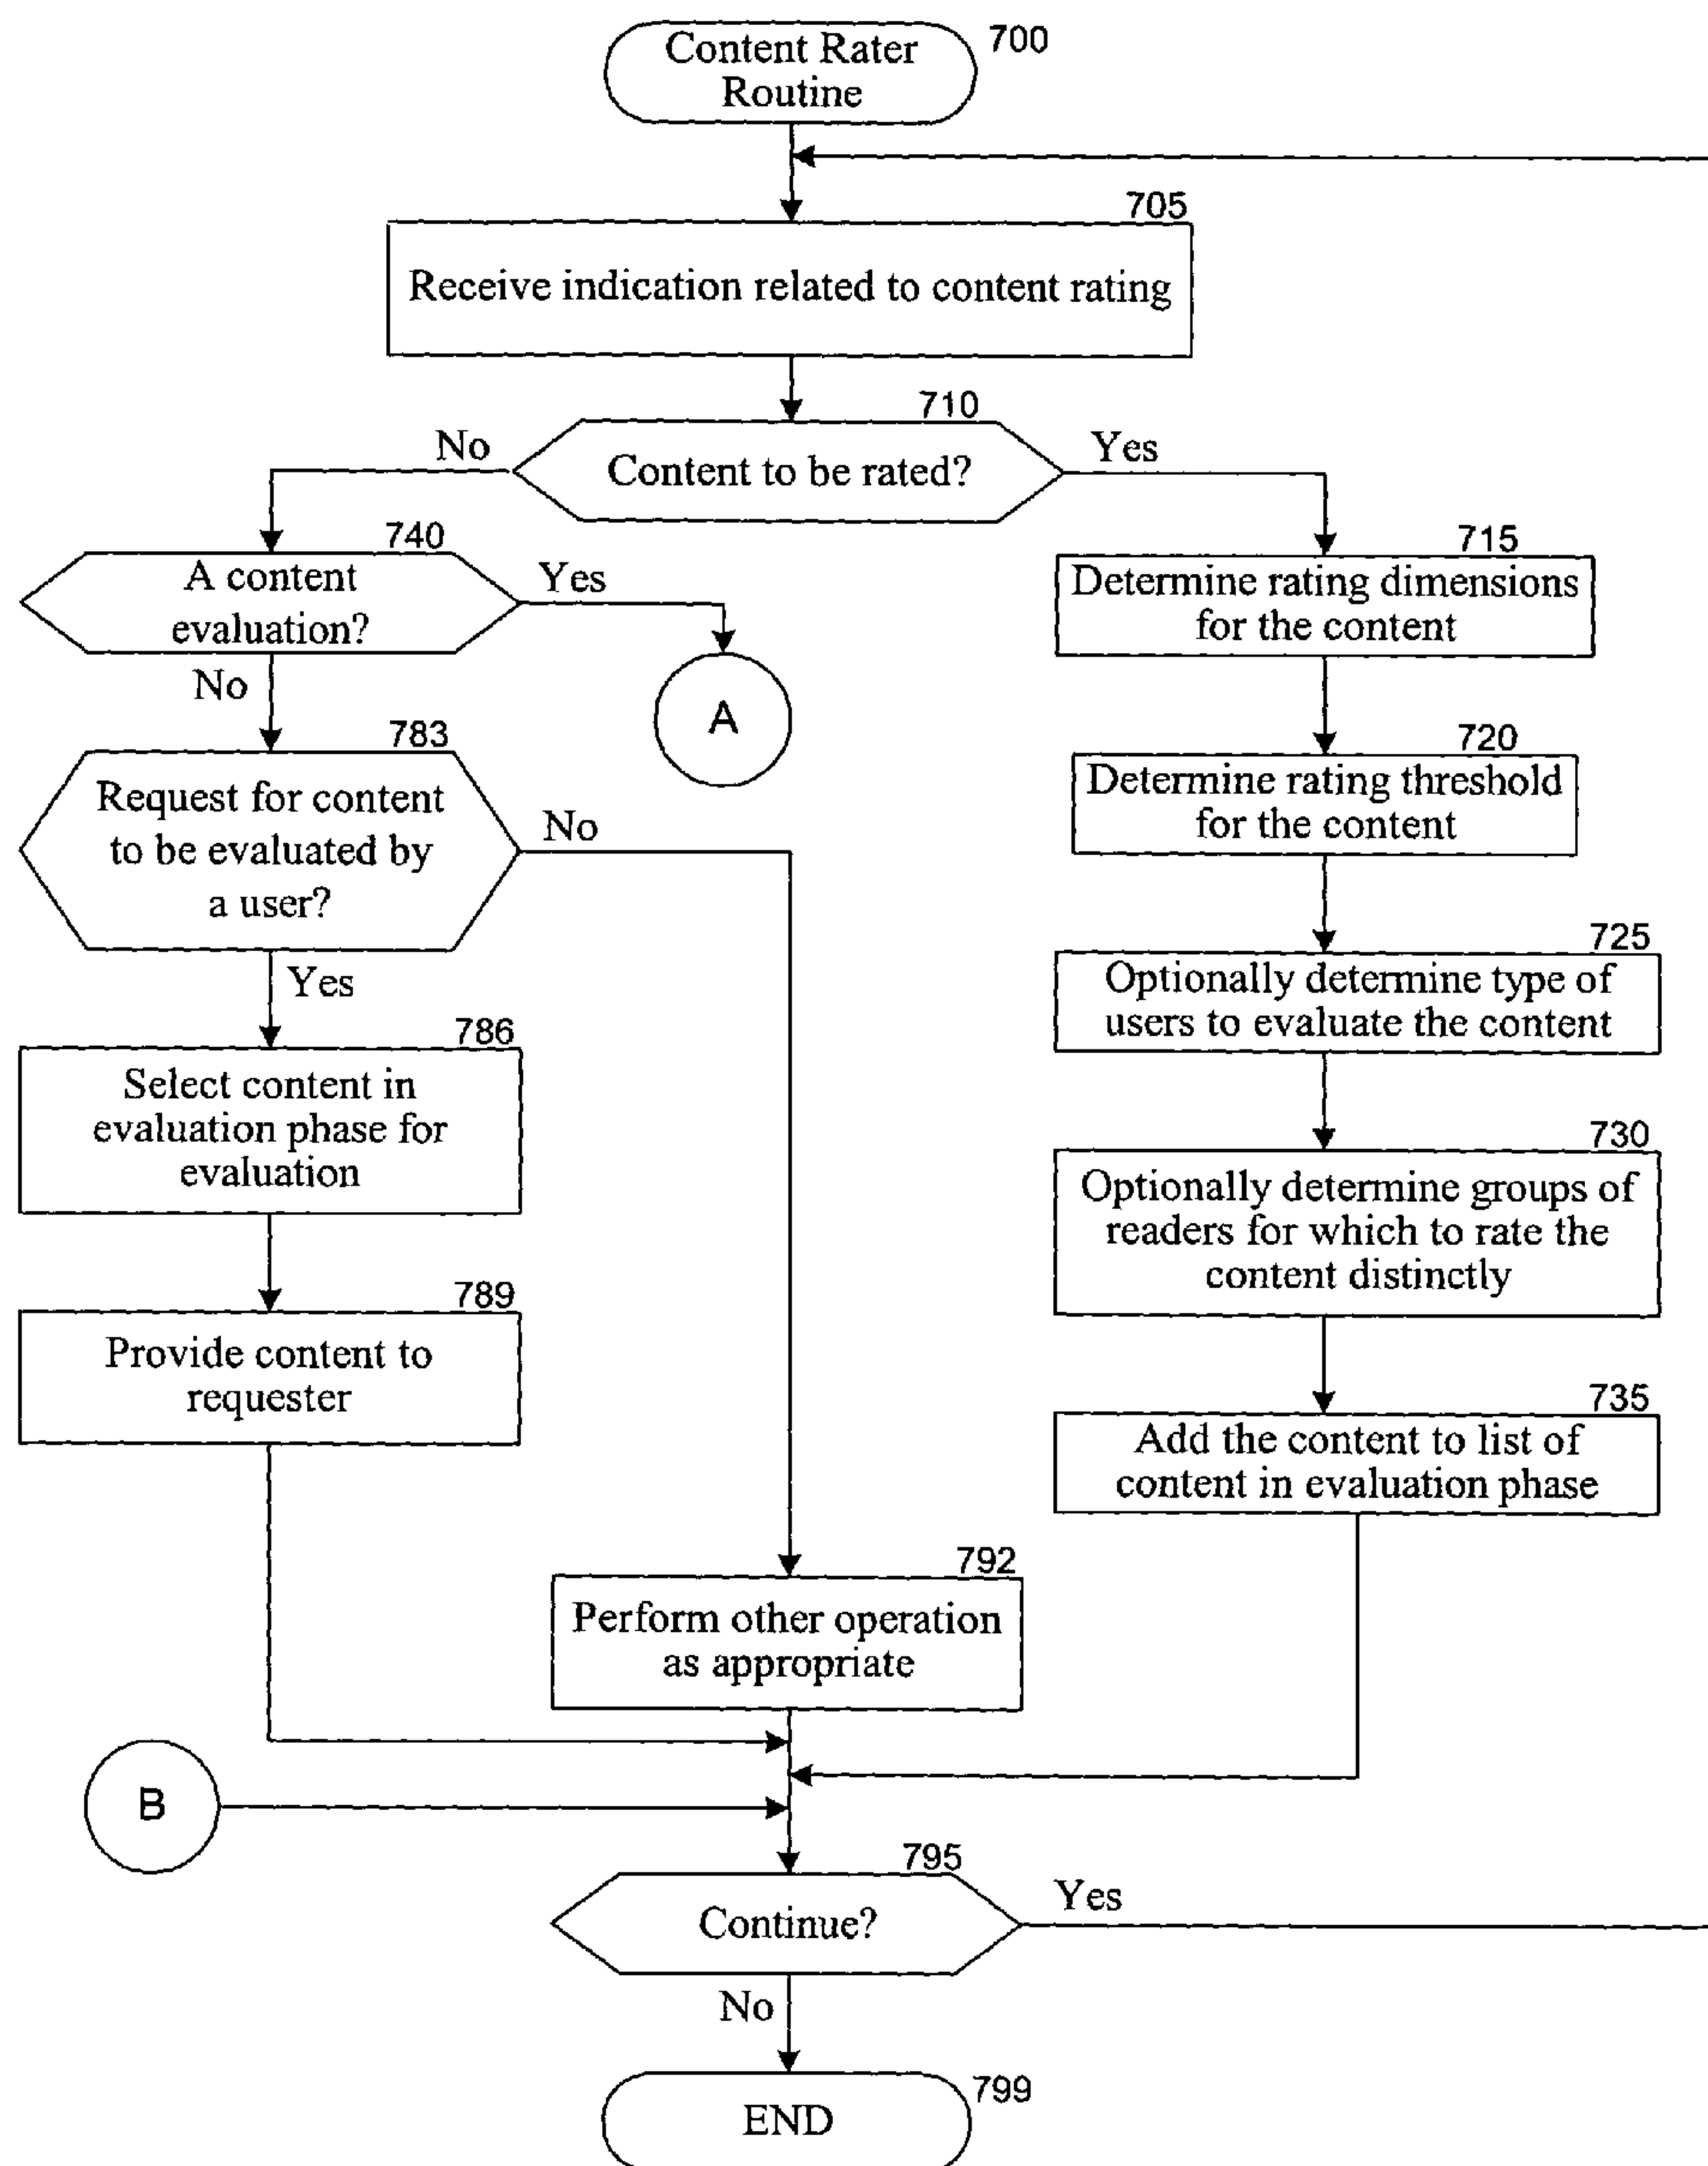 Content Rater
Routine
700
705
Receive indication related to content rating
710
No
Content to be rated?
Yes
740
A content
evaluation?
Yes
No
A
715
Determine rating dimensions
for the content
720
Determine rating threshold
for the content
783
Request for content
to be evaluated by
a user?
No
Yes
725
Optionally determine type of
users to evaluate the content
786
Select content in
evaluation phase for
evaluation
730
Optionally determine groups of
readers for which to rate the
content distinctly
789
Provide content to
requester
735
Add the content to list of
content in evaluation phase
792
Perform other operation
as appropriate
B
795
Continue?
Yes
No
END
799